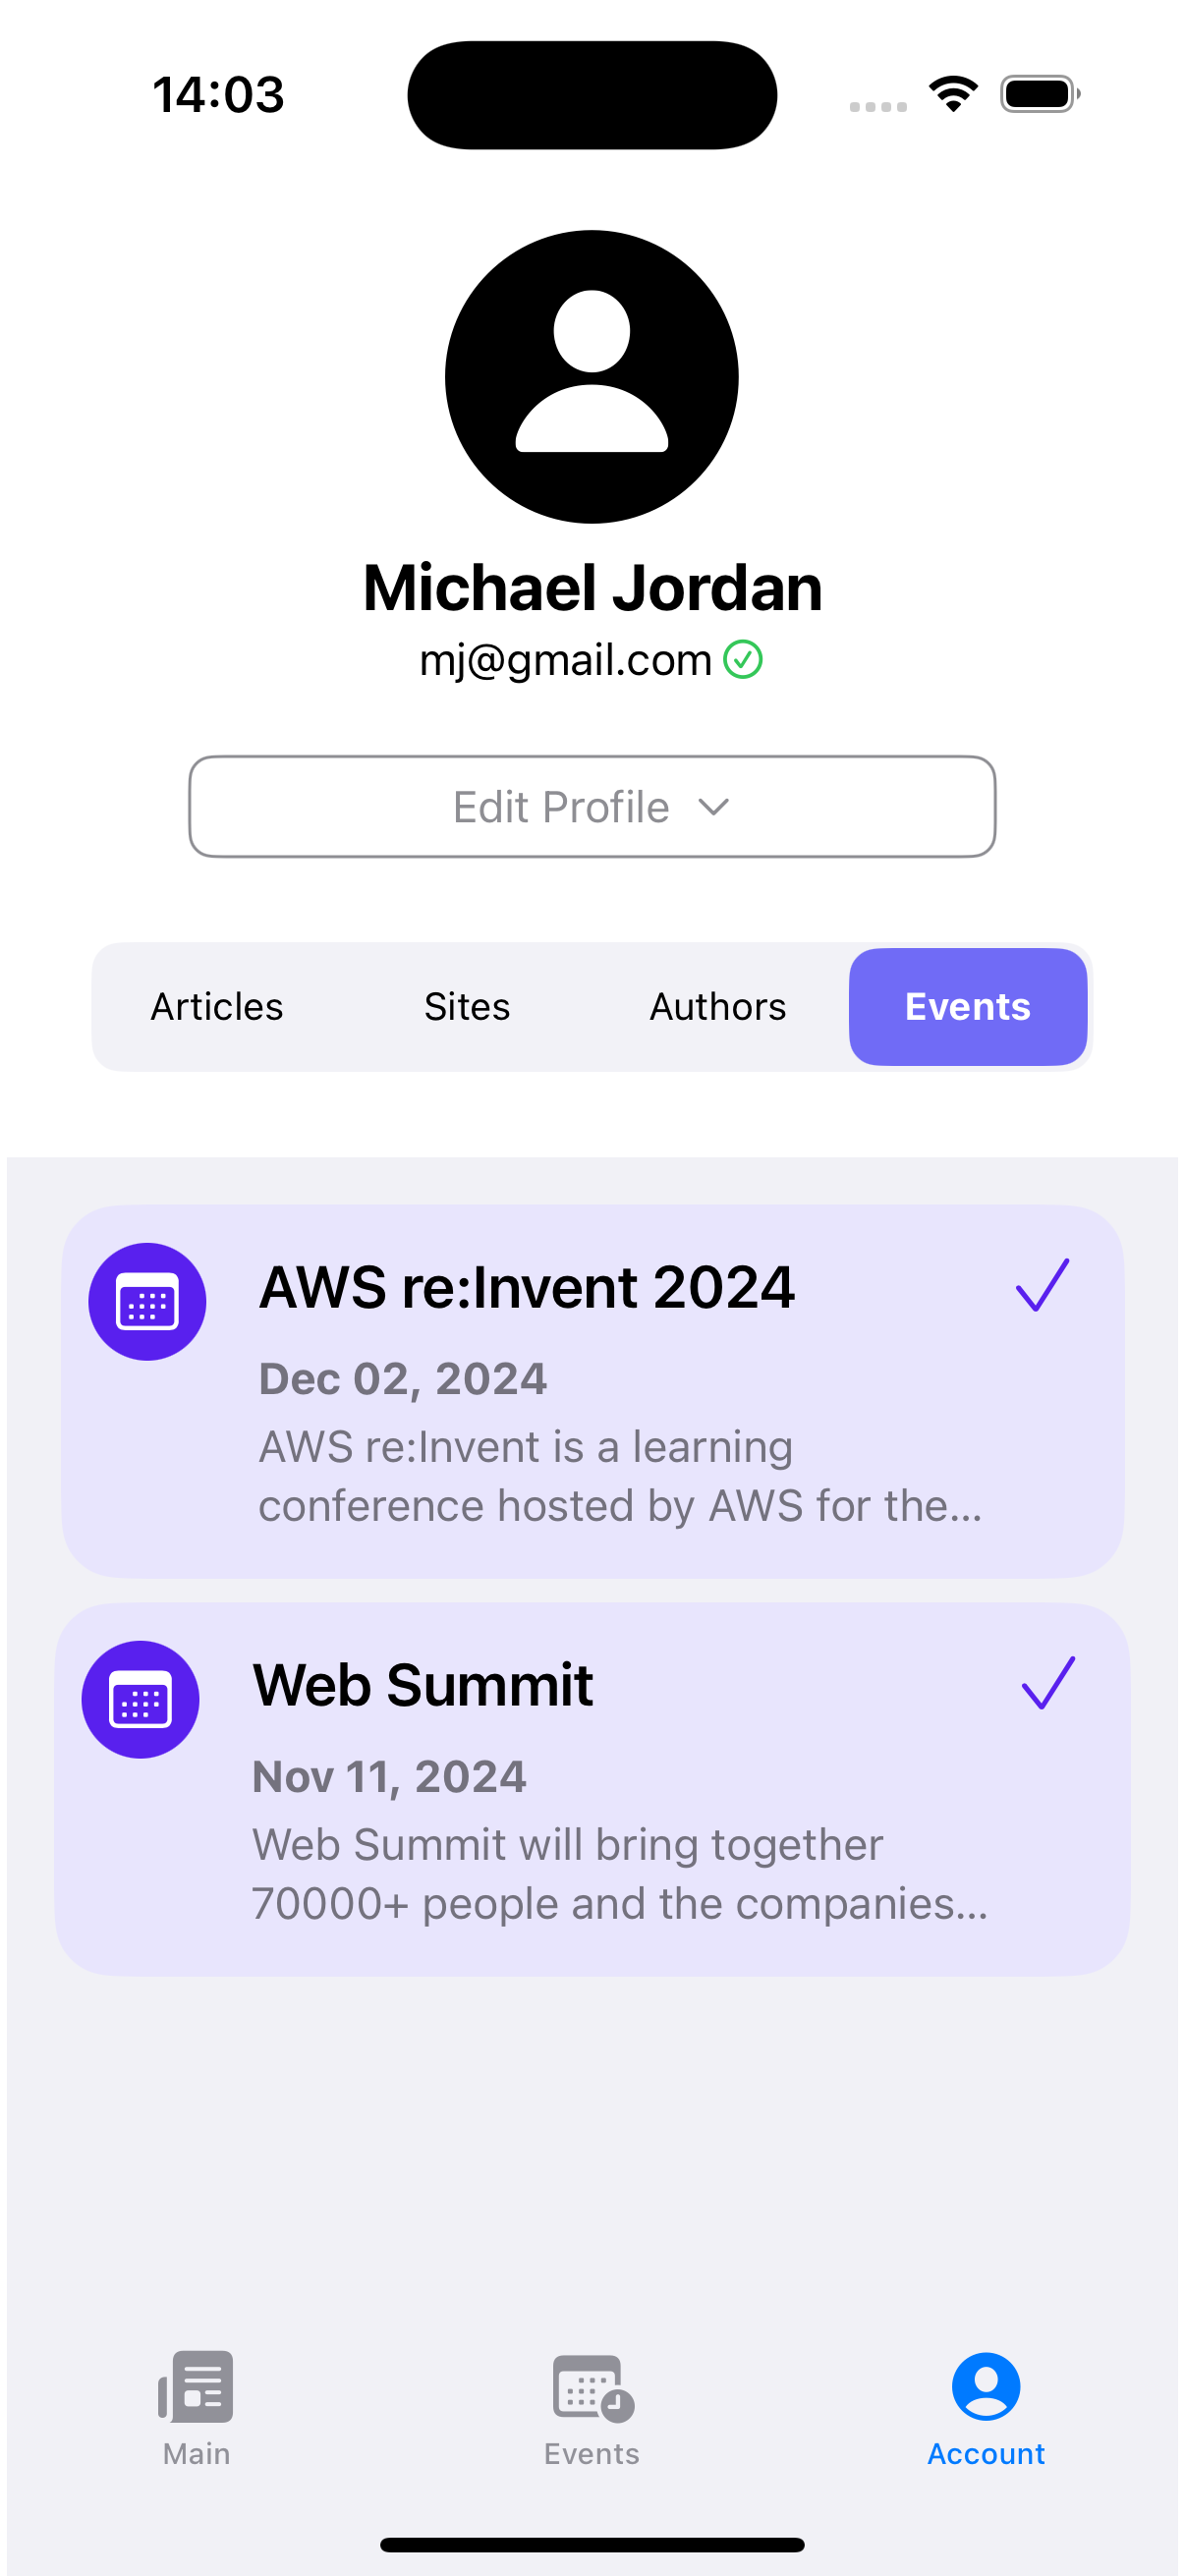 14:03
Michael Jordan
mj@gmail.com
Edit Profile
Articles Sites Authors Events
AWS re:Invent 2024
Dec 02, 2024
AWS re:Invent is a learning
conference hosted by AWS for the...
Web Summit
Nov 11, 2024
Web Summit will bring together
70000+ people and the companies...
Main Events Account